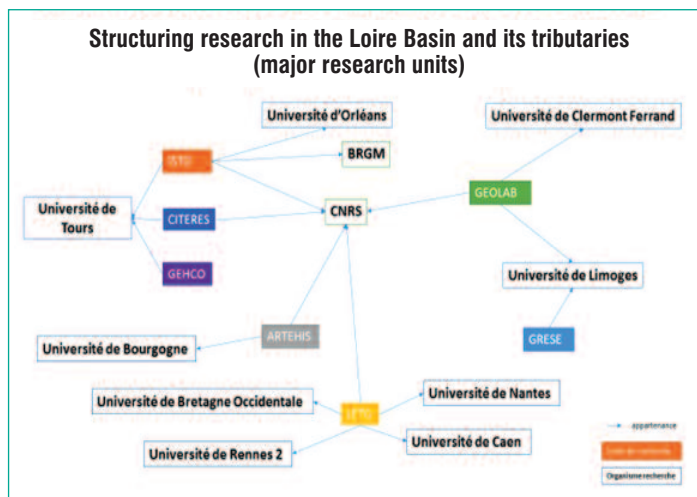 Structuring research in the Loire Basin and its tributaries
(major research units)
Université d'Orléans
Université de Clermont Ferrand
BRGM
ISTO
Université de
Tours
CITERES
CNRS
GEOLAB
GEHCO
Université de Limoges
ARTEHIS
GRESE
Université de Bourgogne
Université de Bretagne Occidentale
LETG
Université de Nantes
Université de Rennes 2
Université de Caen
appartenance
Organisme recherche